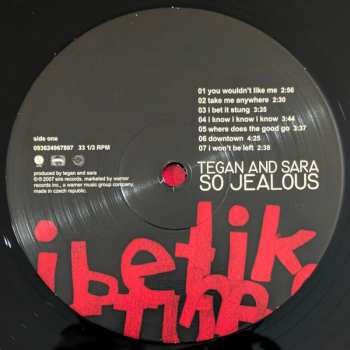 01 you wouldn't like me 2:56
02 take me anywhere 2:30
03 i bet it stung 3:35
04 i know i know i know 3:44
05 where does the good go 3:37
06 downtown 4:25
07 i won't be left 2:38
side one
093624967897 33 1/3 RPM
produced by tegan and sara
2007 sire records. marketed by warner
records inc., a warner music group company.
made in czech republic.
TEGAN AND SARA
SO JEALOUS